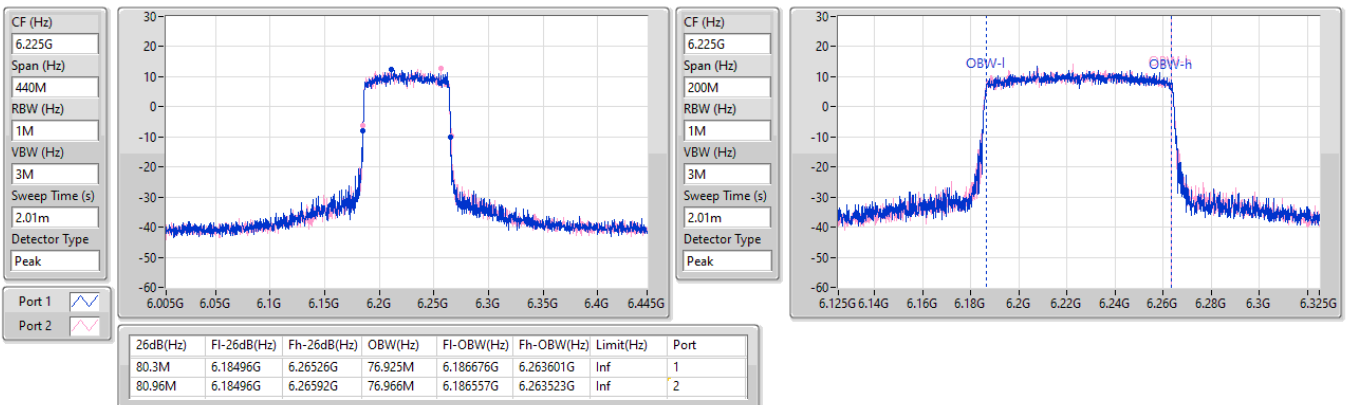 CF (Hz)
6.225G
Span (Hz)
440M
RBW (Hz)
1M
VBW (Hz)
3M
Sweep Time (s)
2.01m
Detector Type
Peak
Port 1
Port 2
30
20
10
0
-10
-20
-30
-40
-50
-60
6.005G 6.05G 6.1G 6.15G 6.2G 6.25G 6.3G 6.35G 6.4G 6.445G
CF (Hz)
6.225G
Span (Hz)
200M
RBW (Hz)
1M
VBW (Hz)
3M
Sweep Time (s)
2.01m
Detector Type
Peak
30
20
10
0
-10
-20
-30
-40
-50
-60
OBW-l OBW-h
6.125G 6.14G 6.16G 6.18G 6.2G 6.22G 6.24G 6.26G 6.28G 6.3G 6.325G
26dB(Hz) Fl-26dB(Hz) Fh-26dB(Hz) OBW(Hz) Fl-OBW(Hz) Fh-OBW(Hz) Limit(Hz) Port
80.3M 6.18496G 6.26526G 76.925M 6.186676G 6.263601G Inf 1
80.96M 6.18496G 6.26592G 76.966M 6.186557G 6.263523G Inf 2